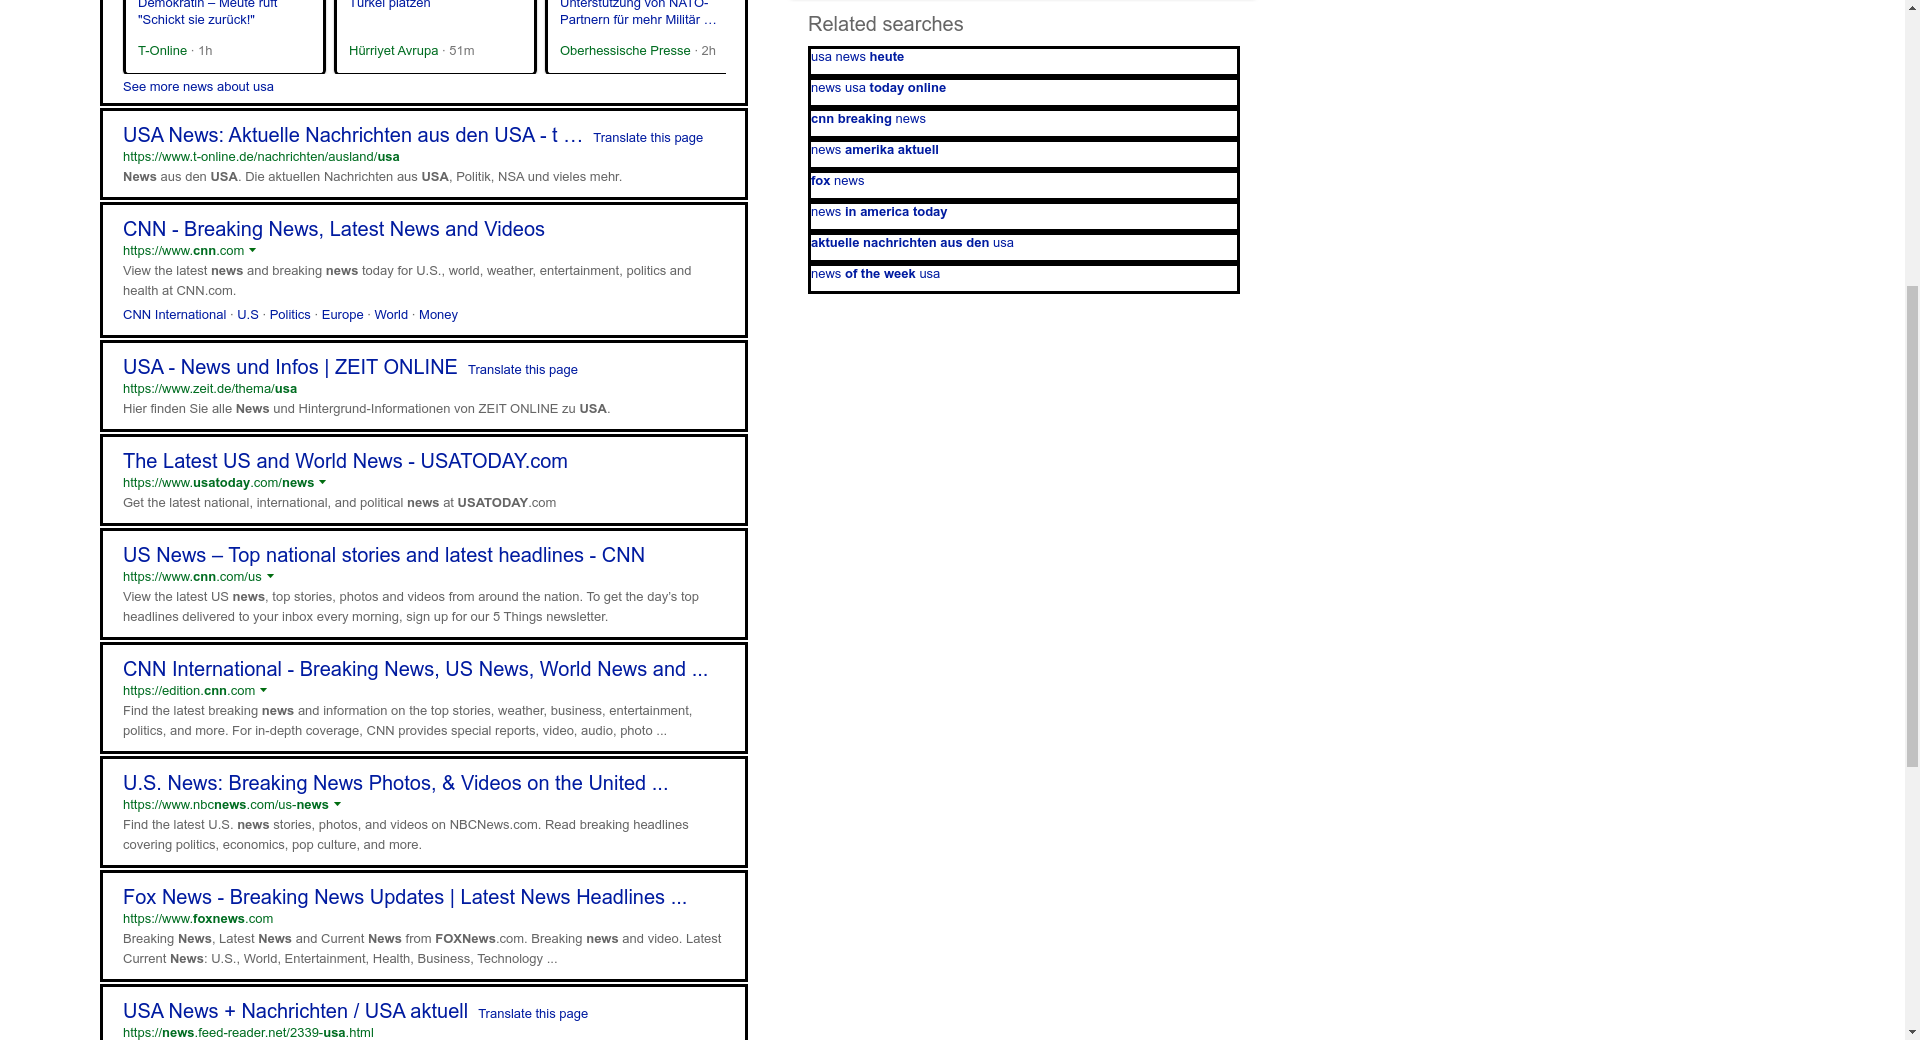 Demokratin – Meute ruft
"Schickt sie zurück!"
T-Online · 1h
Türkei platzen
Hürriyet Avrupa · 51m
Unterstützung von NATO-
Partnern für mehr Militär …
Oberhessische Presse · 2h
See more news about usa
USA News: Aktuelle Nachrichten aus den USA - t … Translate this page
https://www.t-online.de/nachrichten/ausland/usa
News aus den USA. Die aktuellen Nachrichten aus USA, Politik, NSA und vieles mehr.
CNN - Breaking News, Latest News and Videos
https://www.cnn.com
View the latest news and breaking news today for U.S., world, weather, entertainment, politics and
health at CNN.com.
CNN International · U.S · Politics · Europe · World · Money
USA - News und Infos | ZEIT ONLINE Translate this page
https://www.zeit.de/thema/usa
Hier finden Sie alle News und Hintergrund-Informationen von ZEIT ONLINE zu USA.
The Latest US and World News - USATODAY.com
https://www.usatoday.com/news
Get the latest national, international, and political news at USATODAY.com
US News – Top national stories and latest headlines - CNN
https://www.cnn.com/us
View the latest US news, top stories, photos and videos from around the nation. To get the day’s top
headlines delivered to your inbox every morning, sign up for our 5 Things newsletter.
CNN International - Breaking News, US News, World News and ...
https://edition.cnn.com
Find the latest breaking news and information on the top stories, weather, business, entertainment,
politics, and more. For in-depth coverage, CNN provides special reports, video, audio, photo ...
U.S. News: Breaking News Photos, & Videos on the United ...
https://www.nbcnews.com/us-news
Find the latest U.S. news stories, photos, and videos on NBCNews.com. Read breaking headlines
covering politics, economics, pop culture, and more.
Fox News - Breaking News Updates | Latest News Headlines ...
https://www.foxnews.com
Breaking News, Latest News and Current News from FOXNews.com. Breaking news and video. Latest
Current News: U.S., World, Entertainment, Health, Business, Technology ...
USA News + Nachrichten / USA aktuell Translate this page
https://news.feed-reader.net/2339-usa.html
Related searches
usa news heute
news usa today online
cnn breaking news
news amerika aktuell
fox news
news in america today
aktuelle nachrichten aus den usa
news of the week usa